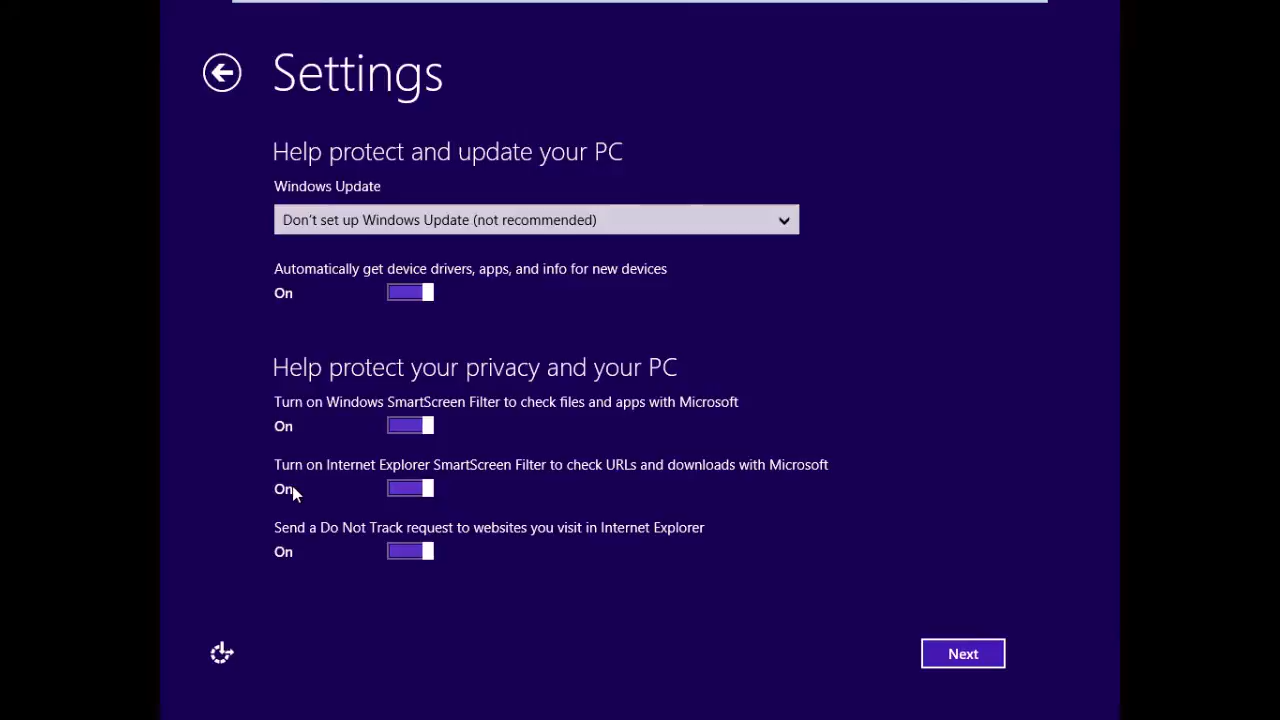 Settings
Help protect and update your PC
Windows Update
Don't set up Windows Update (not recommended)
Automatically get device drivers, apps, and info for new devices
On
Help protect your privacy and your PC
Turn on Windows SmartScreen Filter to check files and apps with Microsoft
On
Turn on Internet Explorer SmartScreen Filter to check URLs and downloads with Microsoft
On
Send a Do Not Track request to websites you visit in Internet Explorer
On
Next